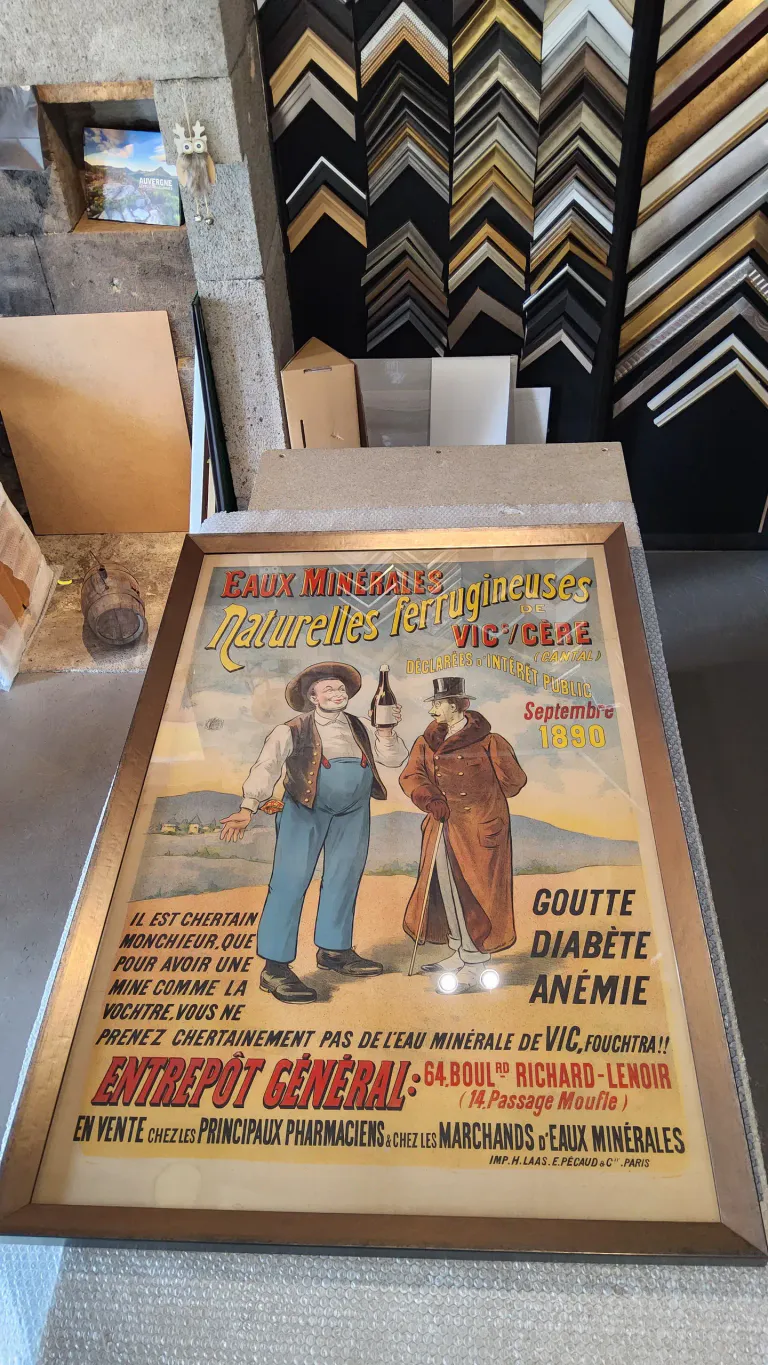 AUVERGNE
EAUX MINÉRALES
Naturelles ferrugineuses
DE
VIC S/CÈRE
(CANTAL)
DÉCLARÉES D'INTÉRÊT PUBLIC
Septembre
1890
IL EST CHERTAIN
MONCHIEUR, QUE
POUR AVOIR UNE
MINE COMME LA
VOCHTRE, VOUS NE
PRENEZ CHERTAINEMENT PAS DE L'EAU MINÉRALE DE VIC, FOUCHTRA!!
GOUTTE
DIABÈTE
ANÉMIE
ENTREPÔT GÉNÉRAL:
64, BOULRD RICHARD-LENOIR
(14, Passage Moufle)
EN VENTE CHEZ LES PRINCIPAUX PHARMACIENS & CHEZ LES MARCHANDS D'EAUX MINÉRALES
IMP. H. LAAS. E. PÉCAUD & Cie. PARIS